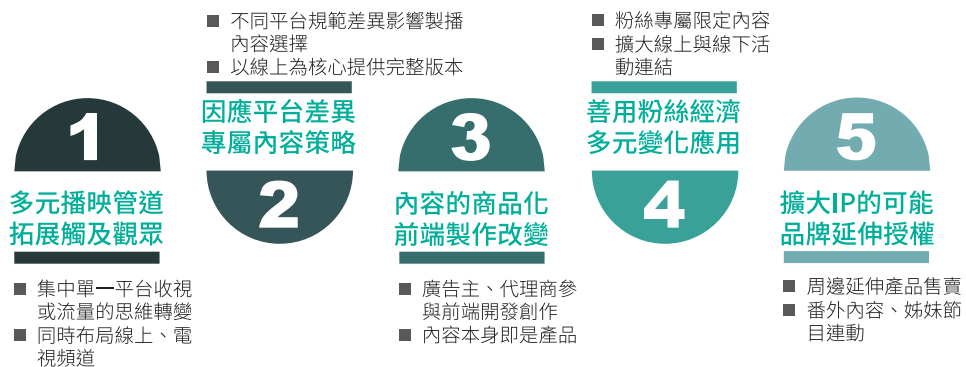 1
多元播映管道
拓展觸及觀眾
■ 集中單一平台收視
或流量的思維轉變
■ 同時布局線上、電
視頻道
■ 不同平台規範差異影響製播
內容選擇
■ 以線上為核心提供完整版本
因應平台差異
專屬內容策略
2
3
內容的商品化
前端製作改變
■ 廣告主、代理商參
與前端開發創作
■ 內容本身即是產品
■ 粉絲專屬限定內容
■ 擴大線上與線下活
動連結
善用粉絲經濟
多元變化應用
4
5
擴大IP的可能
品牌延伸授權
■ 周邊延伸產品售賣
■ 番外內容、姊妹節
目連動